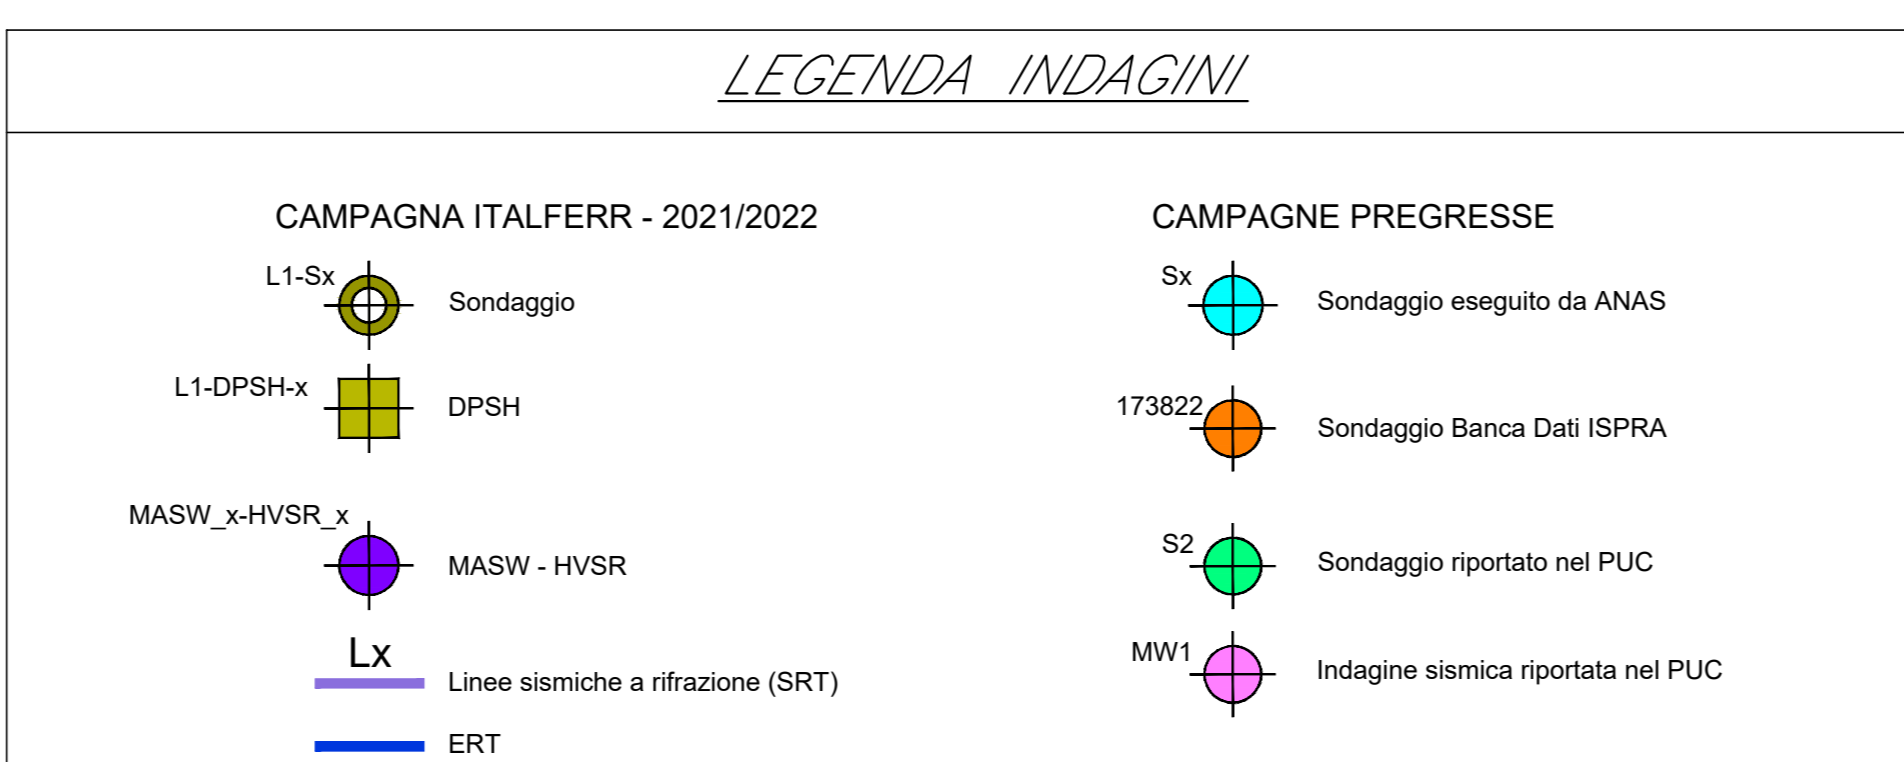 LEGENDA INDAGINI
CAMPAGNA ITALFERR - 2021/2022
L1-Sx
Sondaggio
L1-DPSH-x
DPSH
MASW_x-HVSR_x
MASW - HVSR
Lx
Linee sismiche a rifrazione (SRT)
ERT
CAMPAGNE PREGRESSE
Sx
Sondaggio eseguito da ANAS
173822
Sondaggio Banca Dati ISPRA
S2
Sondaggio riportato nel PUC
MW1
Indagine sismica riportata nel PUC